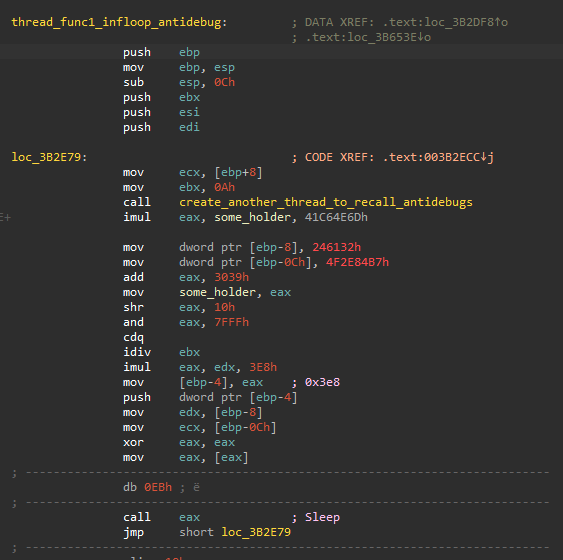 thread_func1_infloop_antidebug: ; DATA XREF: .text:loc_3B2DF8↑o
; .text:loc_3B653E↓o
push ebp
mov ebp, esp
sub esp, 0Ch
push ebx
push esi
push edi
loc_3B2E79: ; CODE XREF: .text:003B2ECC↓j
mov ecx, [ebp+8]
mov ebx, 0Ah
call create_another_thread_to_recall_antidebugs
E+ imul eax, some_holder, 41C64E6Dh
mov dword ptr [ebp-8], 246132h
mov dword ptr [ebp-0Ch], 4F2E84B7h
add eax, 3039h
mov some_holder, eax
shr eax, 10h
and eax, 7FFFh
cdq
idiv ebx
imul eax, edx, 3E8h
mov [ebp-4], eax ; 0x3e8
push dword ptr [ebp-4]
mov edx, [ebp-8]
mov ecx, [ebp-0Ch]
xor eax, eax
mov eax, [eax]
; ---------------------------------------------------------------------------
db 0EBh ; ë
; ---------------------------------------------------------------------------
call eax ; Sleep
jmp short loc_3B2E79
; ---------------------------------------------------------------------------